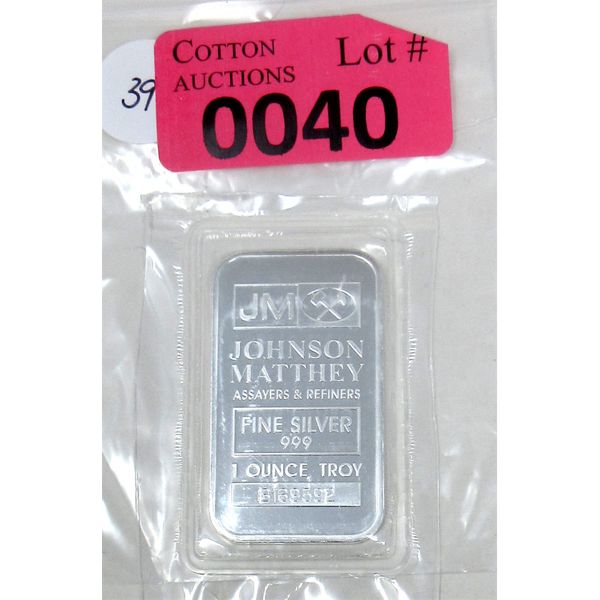 COTTON
AUCTIONS
Lot #
0040
39
JM
JOHNSON
MATTHEY
ASSAYERS & REFINERS
FINE SILVER
999
1 OUNCE, TROY